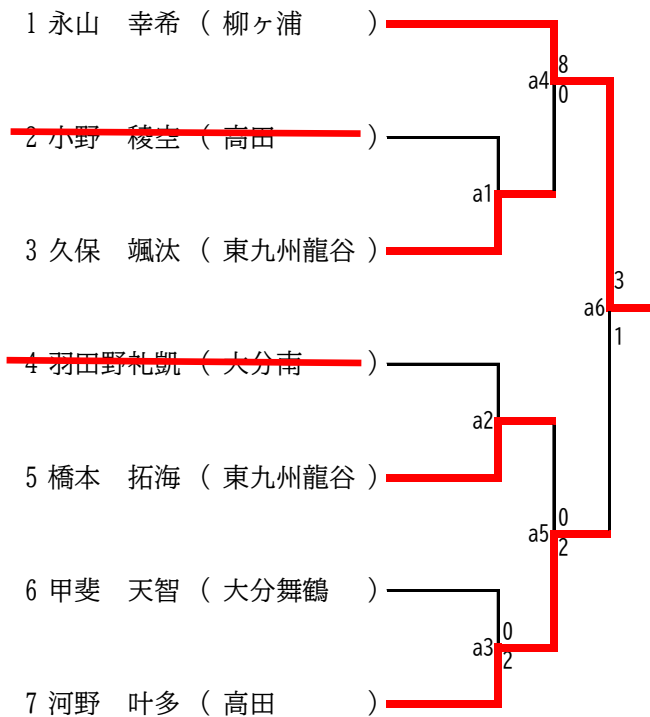 1 永山 幸希 ( 柳ヶ浦 )
8
a4
0
2 小野 稜空 ( 高田 )
a1
3 久保 颯汰 ( 東九州龍谷 )
3
a6
1
4 羽田野礼凱 ( 大分南 )
a2
5 橋本 拓海 ( 東九州龍谷 )
0
a5
2
6 甲斐 天智 ( 大分舞鶴 )
0
a3
2
7 河野 叶多 ( 高田 )